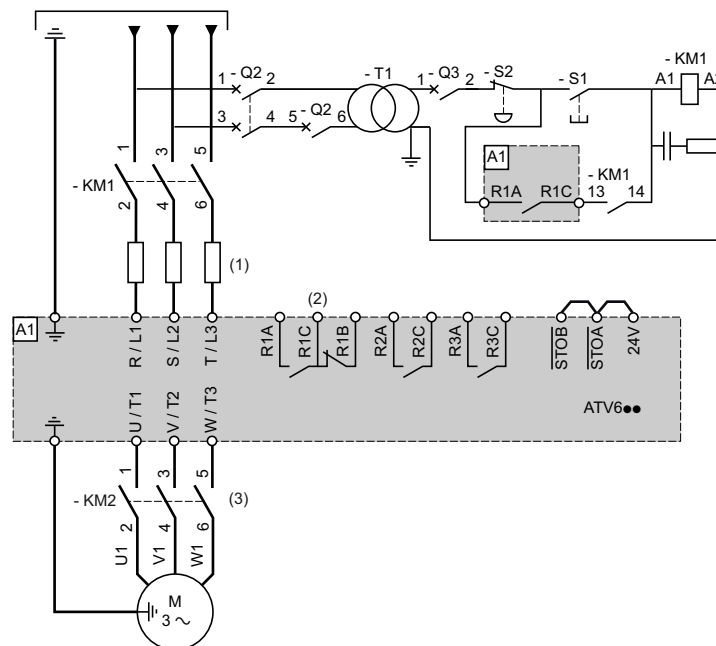 - Q2
1
2
- T1
1
- Q3
2
- S2
- S1
- KM1
A1
A2
3
4
5
- Q2
6
1
3
5
- KM1
2
4
6
A1
R1A
R1C
- KM1
13
14
(1)
(2)
A1
R / L1
S / L2
T / L3
R1A
R1C
R1B
R2A
R2C
R3A
R3C
STOB
STOA
24V
U / T1
V / T2
W / T3
ATV6●●
1
3
5
- KM2
(3)
2
4
6
U1
V1
W1
M
3 ~